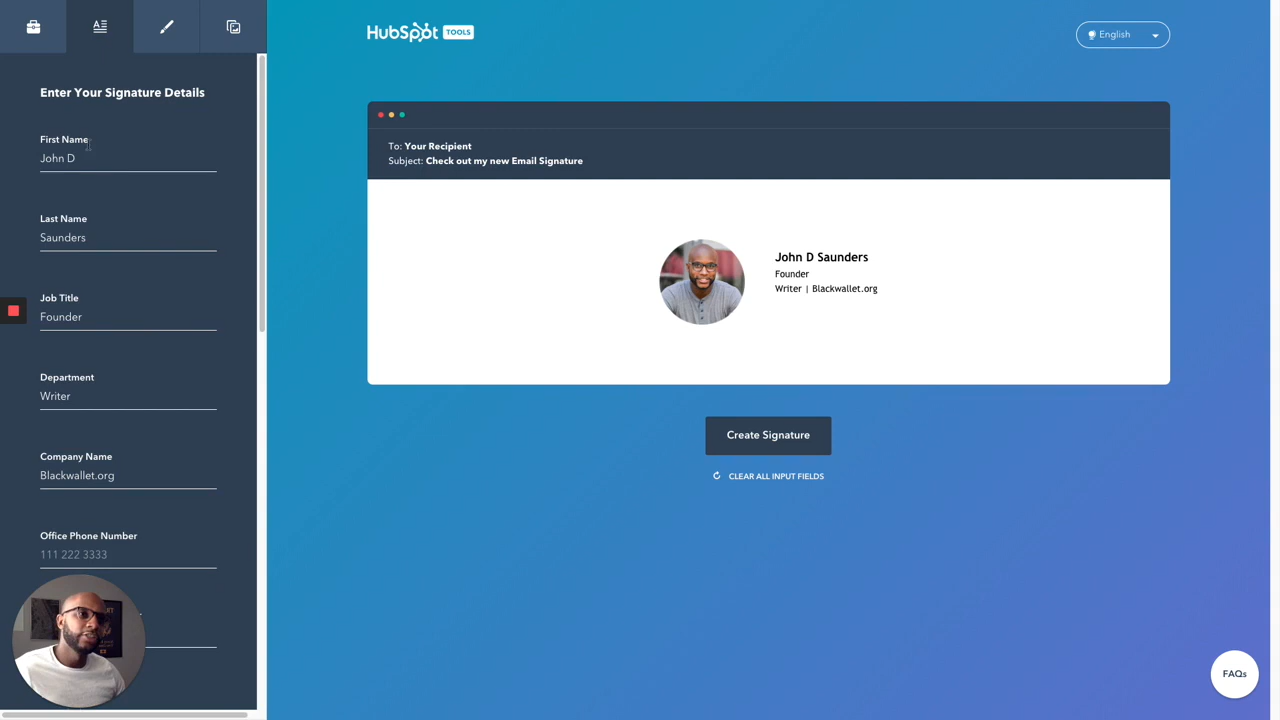 HubSpot TOOLS
English
Enter Your Signature Details
First Name
John D
Last Name
Saunders
Job Title
Founder
Department
Writer
Company Name
Blackwallet.org
Office Phone Number
111 222 3333
To: Your Recipient
Subject: Check out my new Email Signature
John D Saunders
Founder
Writer | Blackwallet.org
Create Signature
CLEAR ALL INPUT FIELDS
FAQs